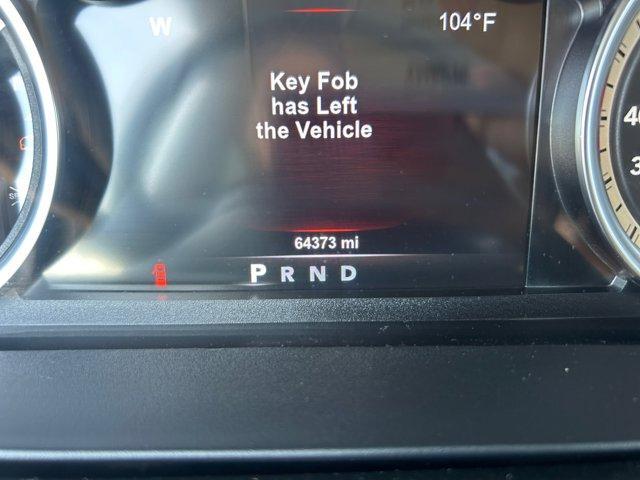 W
104°F
Key Fob
has Left
the Vehicle
64373 mi
P R N D